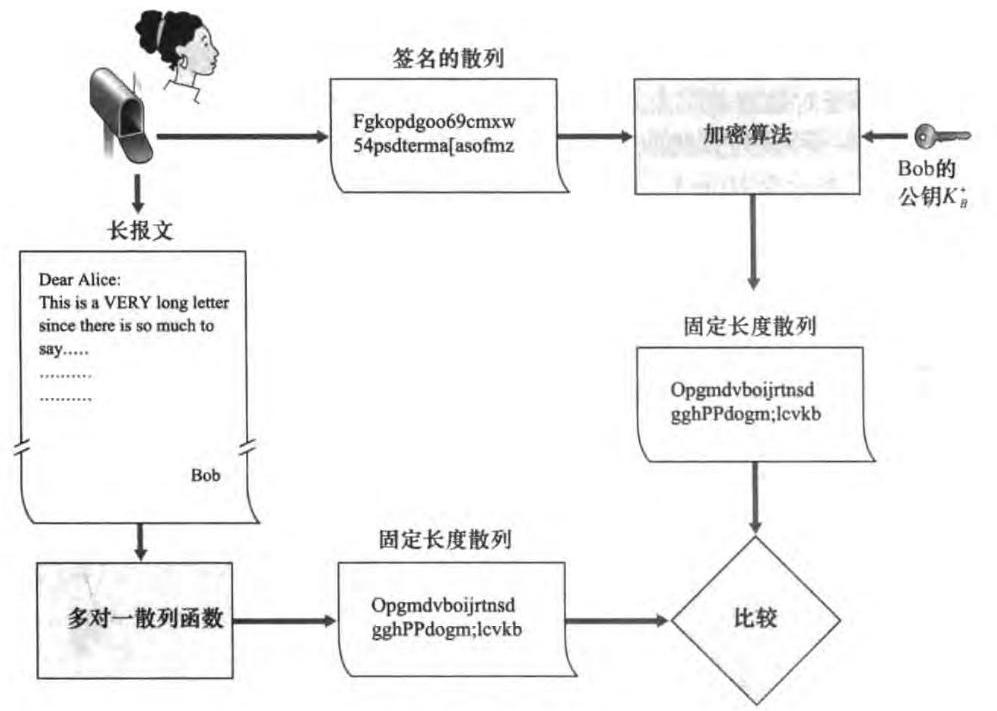 签名的散列
Fgkopdgoo69cmxw
54psdterma[asofmz
加密算法
Bob的
公钥K_B^+
长报文
Dear Alice:
This is a VERY long letter
since there is so much to
say.....
..........
..........
Bob
固定长度散列
Opgmdvboijrtnsd
gghPPdogm;lcvkb
多对一散列函数
固定长度散列
Opgmdvboijrtnsd
gghPPdogm;lcvkb
比较